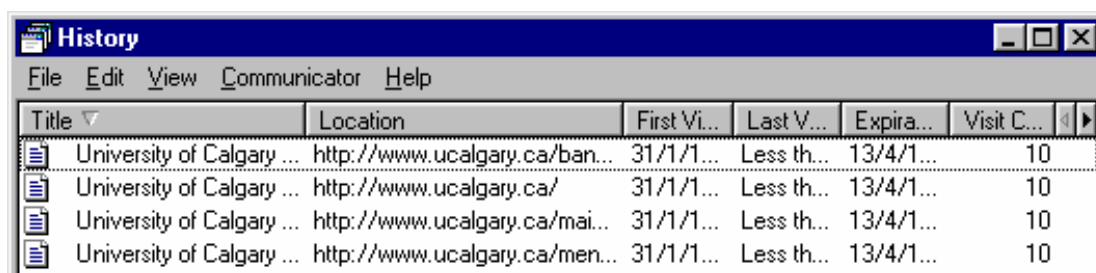 History
File Edit View Communicator Help
Title Location First Vi... Last V... Expira... Visit C...
University of Calgary ... http://www.ucalgary.ca/ban... 31/1/1... Less th... 13/4/1... 10
University of Calgary ... http://www.ucalgary.ca/ 31/1/1... Less th... 13/4/1... 10
University of Calgary ... http://www.ucalgary.ca/mai... 31/1/1... Less th... 13/4/1... 10
University of Calgary ... http://www.ucalgary.ca/men... 31/1/1... Less th... 13/4/1... 10